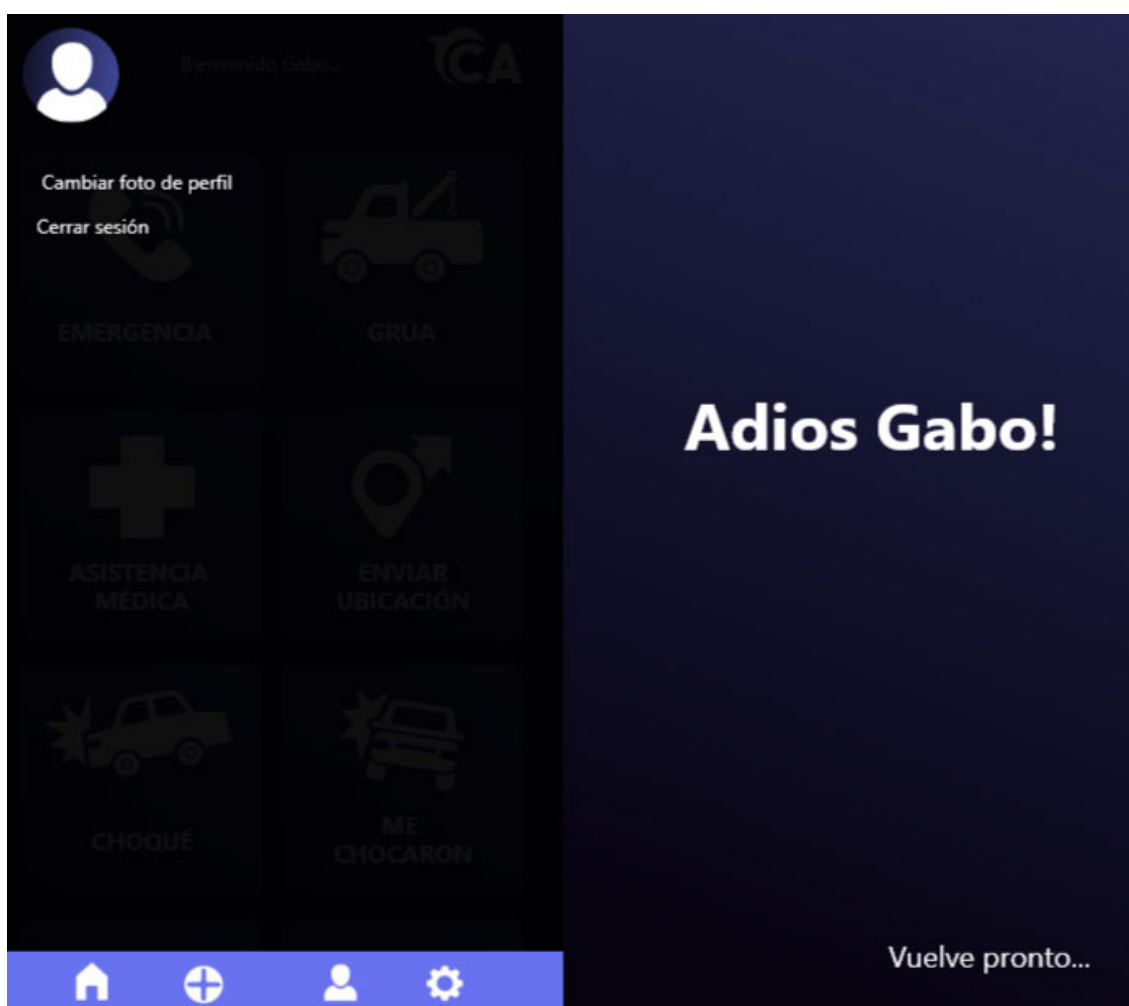 Bienvenido Gabo...
CA
Cambiar foto de perfil
Cerrar sesión
EMERGENCIA
GRÚA
ASISTENCIA
MÉDICA
ENVIAR
UBICACIÓN
CHOQUÉ
ME
CHOCARON
Adios Gabo!
Vuelve pronto...